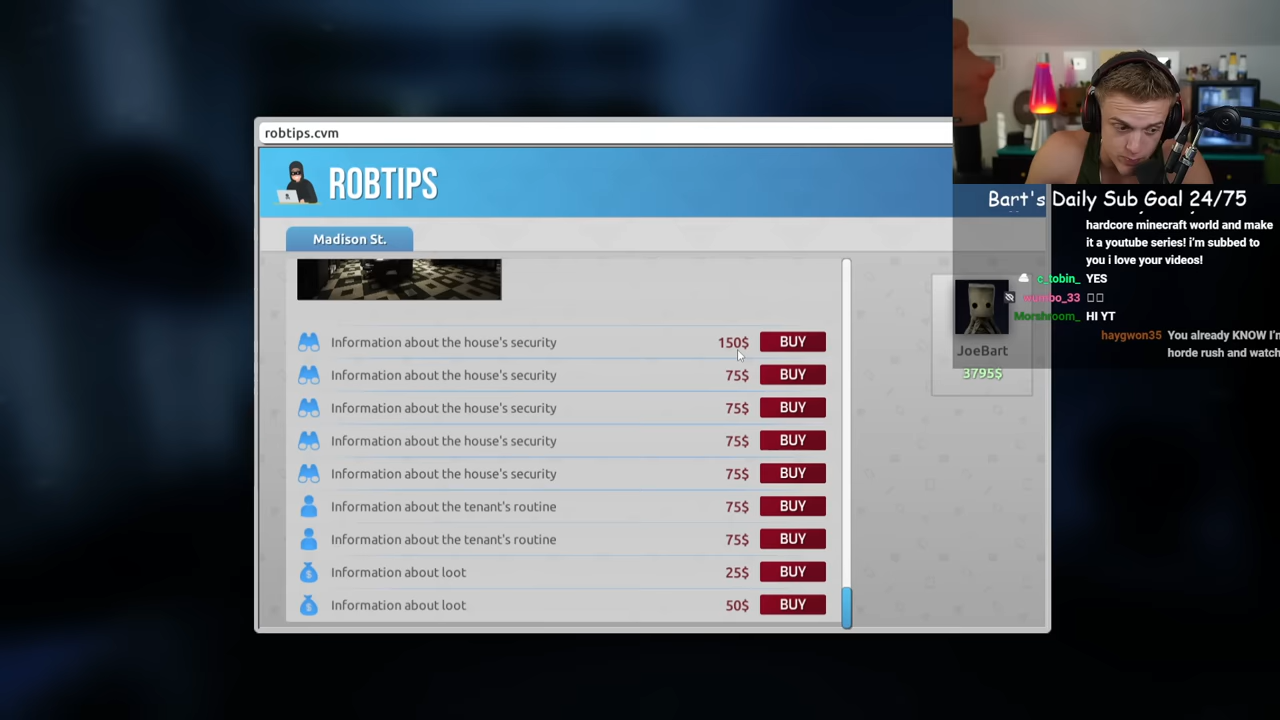 robtips.cvm
ROBTIPS
Madison St.
Information about the house's security 150$ BUY
Information about the house's security 75$ BUY
Information about the house's security 75$ BUY
Information about the house's security 75$ BUY
Information about the house's security 75$ BUY
Information about the tenant's routine 75$ BUY
Information about the tenant's routine 75$ BUY
Information about loot 25$ BUY
Information about loot 50$ BUY
JoeBart
3795$
Bart's Daily Sub Goal 24/75
hardcore minecraft world and make
it a youtube series! i'm subbed to
you i love your videos!
c_tobin_ YES
wumbo_33
Morshroom_ HI YT
haygwon35 You already KNOW I'm
horde rush and watch